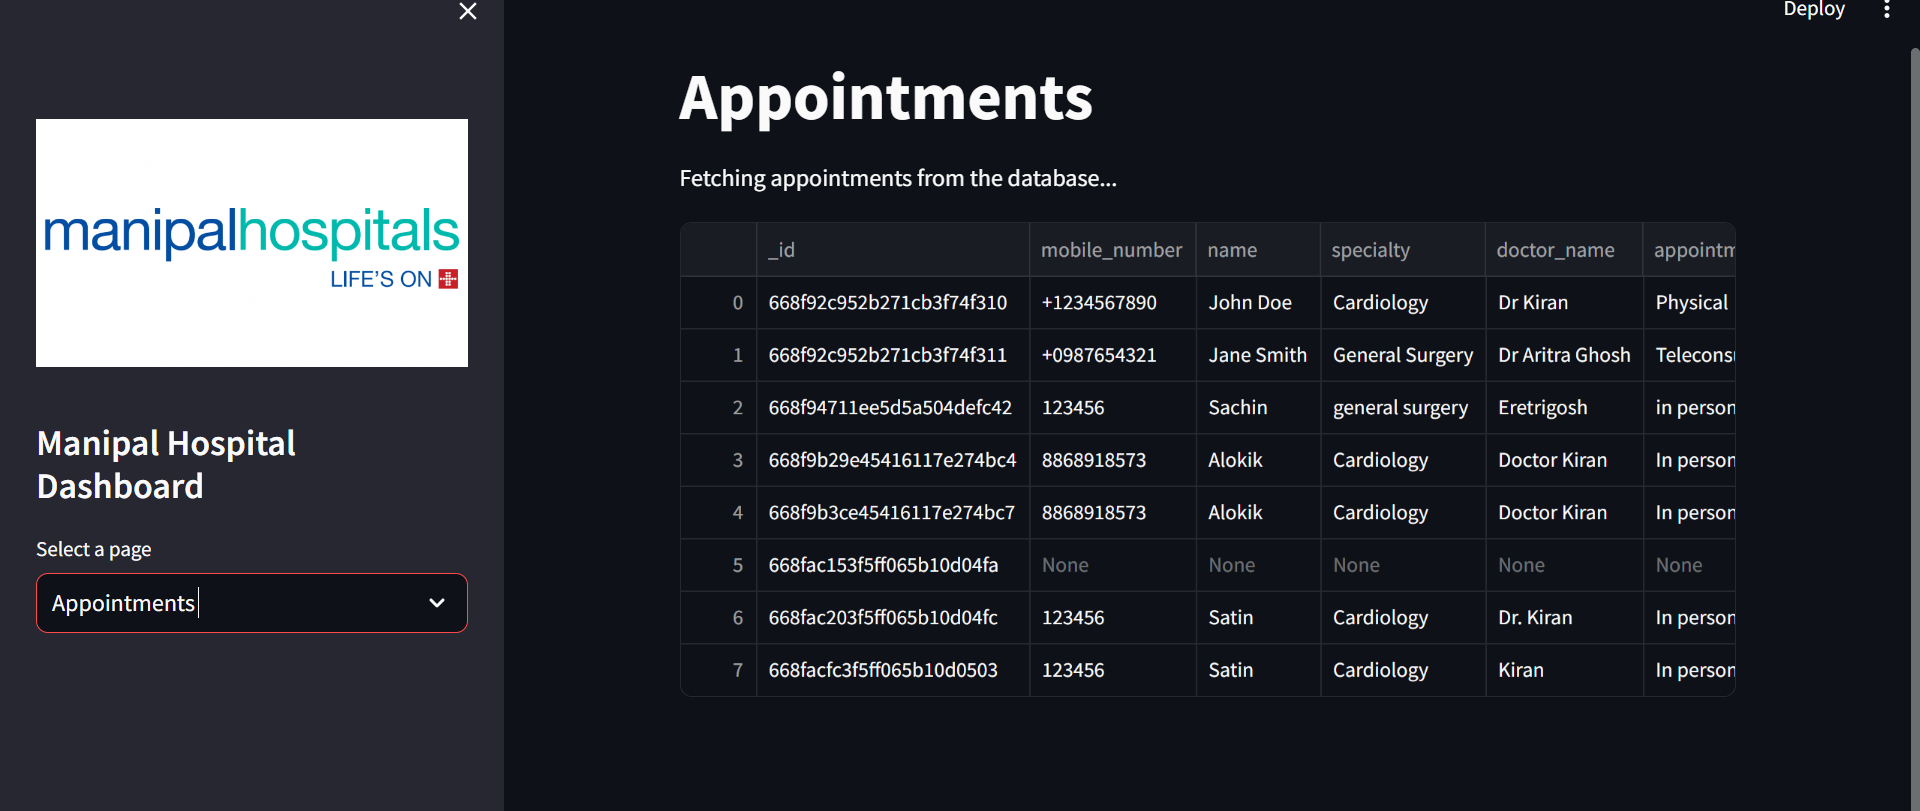 Deploy
manipalhospitals
LIFE'S ON
Manipal Hospital
Dashboard
Select a page
Appointments
Appointments
Fetching appointments from the database...
_id mobile_number name specialty doctor_name appointm
0 668f92c952b271cb3f74f310 +1234567890 John Doe Cardiology Dr Kiran Physical
1 668f92c952b271cb3f74f311 +0987654321 Jane Smith General Surgery Dr Aritra Ghosh Telecons
2 668f94711ee5d5a504defc42 123456 Sachin general surgery Eretrigosh in person
3 668f9b29e45416117e274bc4 8868918573 Alokik Cardiology Doctor Kiran In person
4 668f9b3ce45416117e274bc7 8868918573 Alokik Cardiology Doctor Kiran In person
5 668fac153f5ff065b10d04fa None None None None None
6 668fac203f5ff065b10d04fc 123456 Satin Cardiology Dr. Kiran In person
7 668facfc3f5ff065b10d0503 123456 Satin Cardiology Kiran In person